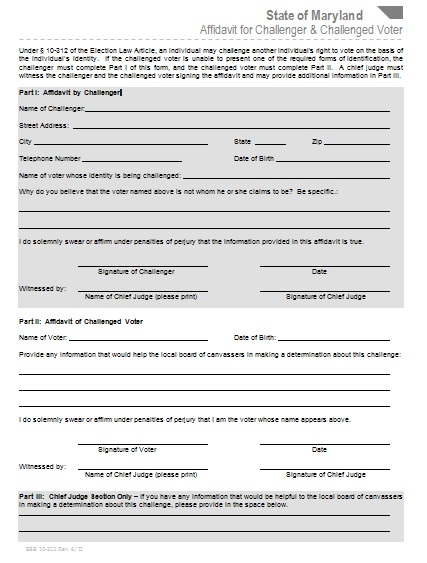 State of Maryland
Affidavit for Challenger & Challenged Voter
Under § 10-312 of the Election Law Article, an individual may challenge another individual's right to vote on the basis of
the individual's identity. If the challenged voter is unable to present one of the required forms of identification, the
challenger must complete Part I of this form, and the challenged voter must complete Part II. A chief judge must
witness the challenger and the challenged voter signing the affidavit and may provide additional information in Part III.
Part I: Affidavit by Challenger
Name of Challenger:
Street Address:
City State Zip
Telephone Number Date of Birth
Name of voter whose identity is being challenged:
Why do you believe that the voter named above is not whom he or she claims to be? Be specific.:
I do solemnly swear or affirm under penalties of perjury that the information provided in this affidavit is true.
Signature of Challenger Date
Witnessed by:
Name of Chief Judge (please print) Signature of Chief Judge
Part II: Affidavit of Challenged Voter
Name of Voter: Date of Birth:
Provide any information that would help the local board of canvassers in making a determination about this challenge:
I do solemnly swear or affirm under penalties of perjury that I am the voter whose name appears above.
Signature of Voter Date
Witnessed by:
Name of Chief Judge (please print) Signature of Chief Judge
Part III: Chief Judge Section Only – If you have any information that would be helpful to the local board of canvassers
in making a determination about this challenge, please provide in the space below.
SBE 10-312 Rev.